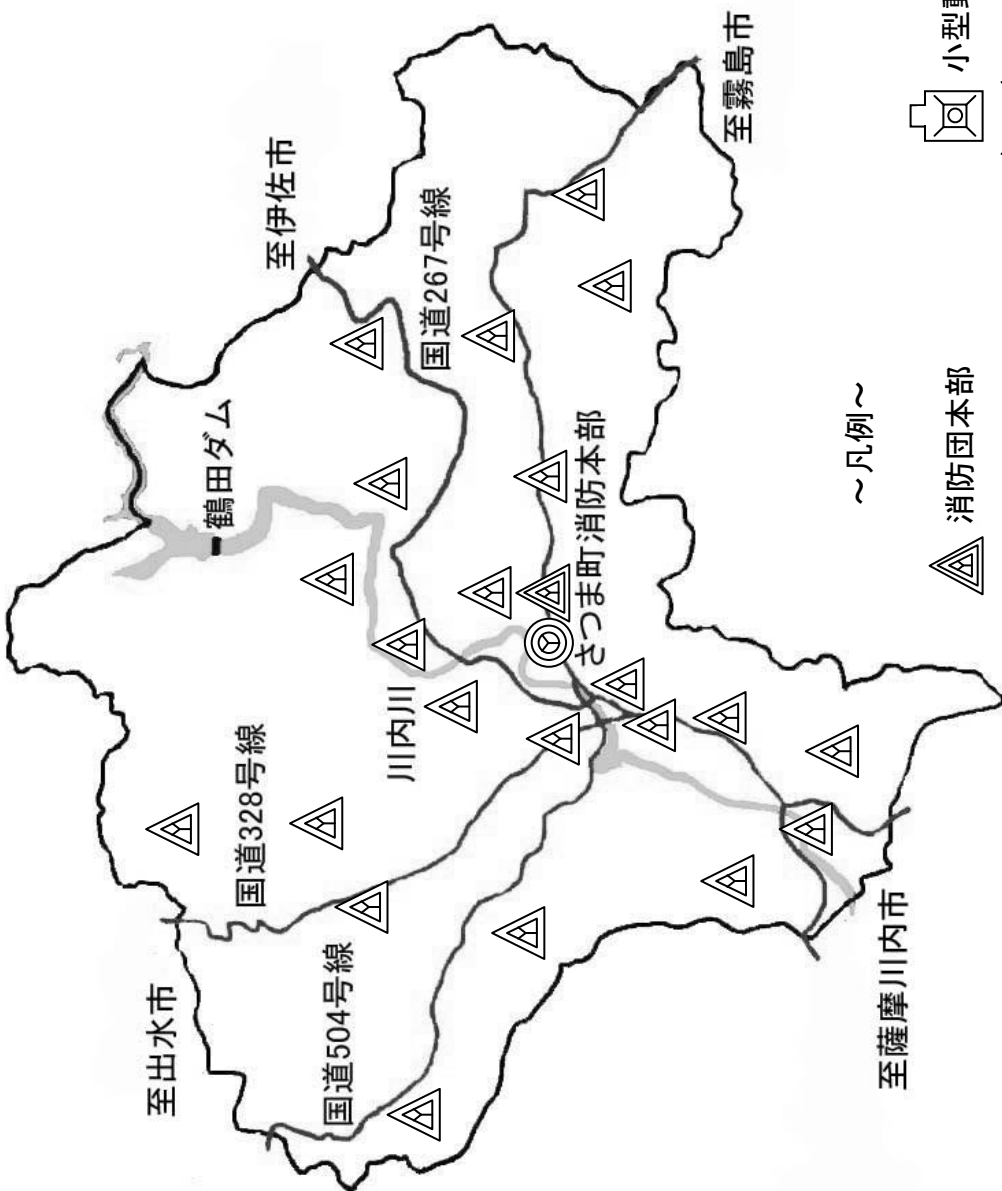 至出水市
国道504号線
国道328号線
川内川
鶴田ダム
至伊佐市
国道267号線
さつま町消防本部
至霧島市
至薩摩川内市
～凡例～
消防団本部
小型動